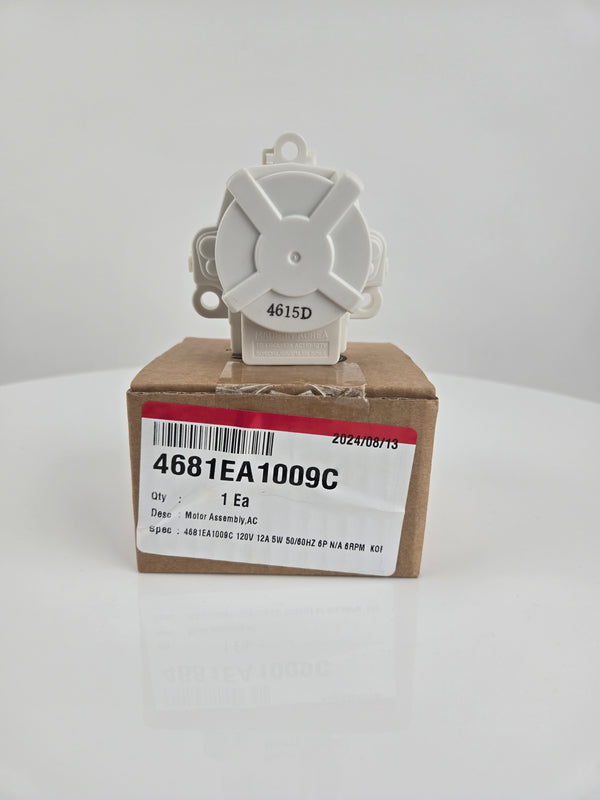 4615D
2024/08/13
4681EA1009C
Qty : 1 Ea
Desc : Motor Assembly,AC
Spec : 4681EA1009C 120V 12A 5W 50/60HZ 6P N/A 6RPM KOF